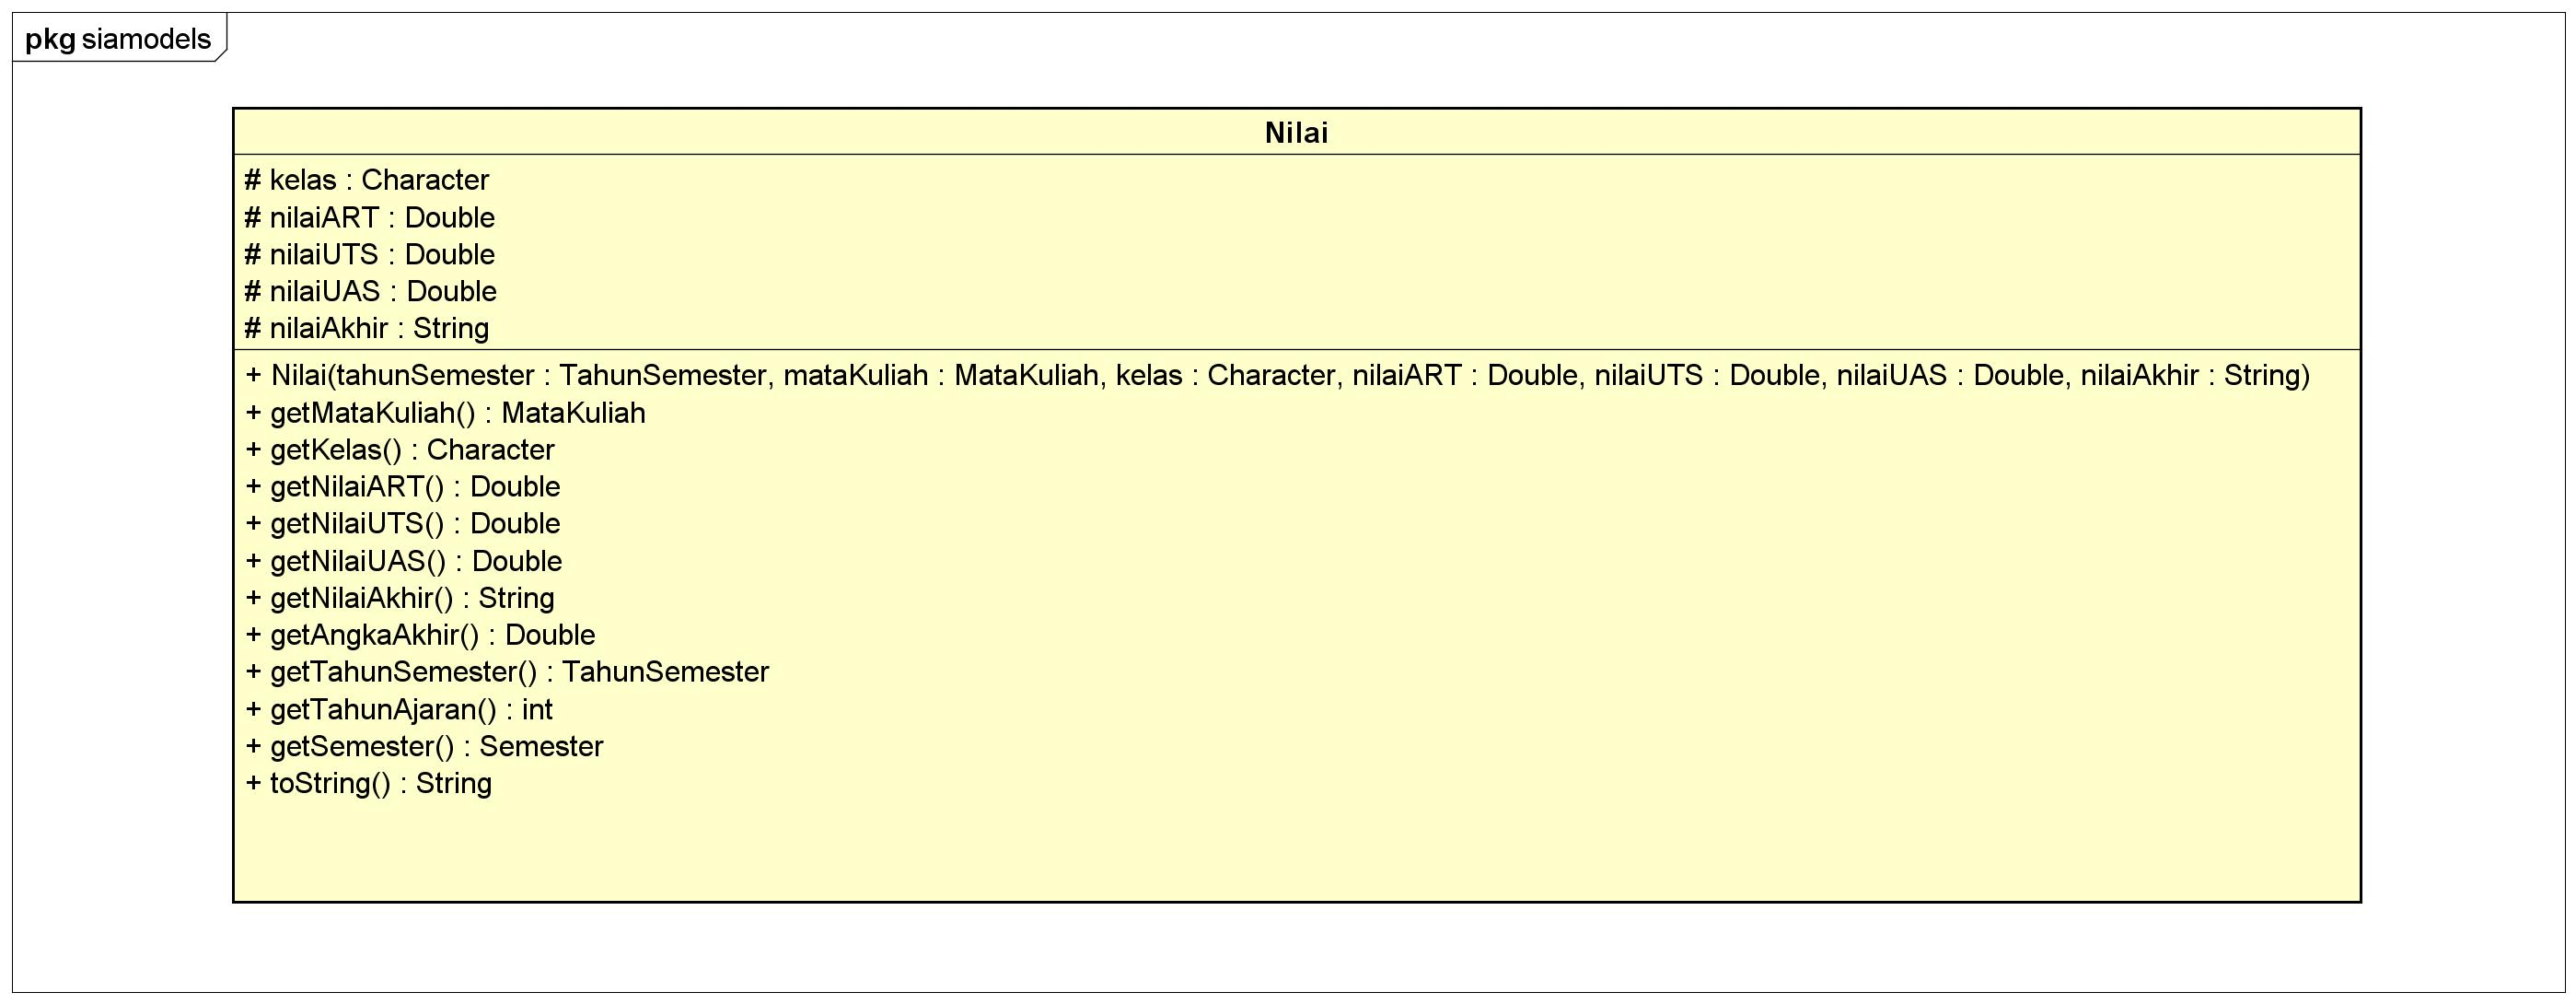 pkg siamodels
Nilai
# kelas : Character
# nilaiART : Double
# nilaiUTS : Double
# nilaiUAS : Double
# nilaiAkhir : String
+ Nilai(tahunSemester : TahunSemester, mataKuliah : MataKuliah, kelas : Character, nilaiART : Double, nilaiUTS : Double, nilaiUAS : Double, nilaiAkhir : String)
+ getMataKuliah() : MataKuliah
+ getKelas() : Character
+ getNilaiART() : Double
+ getNilaiUTS() : Double
+ getNilaiUAS() : Double
+ getNilaiAkhir() : String
+ getAngkaAkhir() : Double
+ getTahunSemester() : TahunSemester
+ getTahunAjaran() : int
+ getSemester() : Semester
+ toString() : String